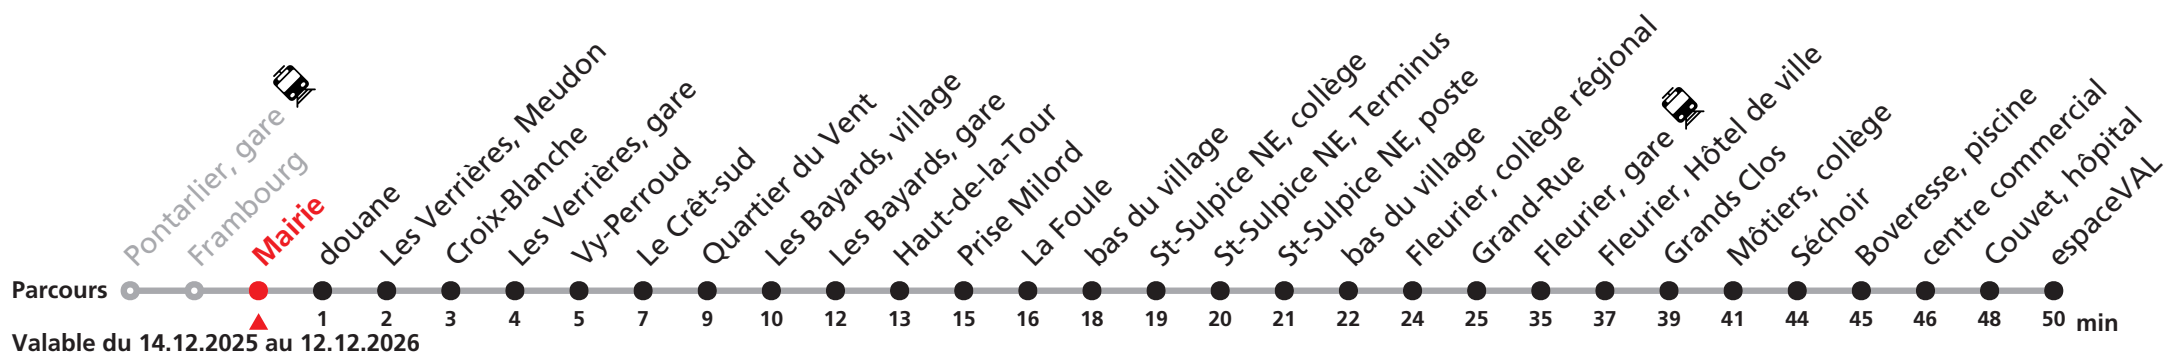 Pontarlier, gare
Frambourg
Mairie
douane
Les Verrières, Meudon
Croix-Blanche
Les Verrières, gare
Vy-Perroud
Le Crêt-sud
Quartier du Vent
Les Bayards, village
Les Bayards, gare
Haut-de-la-Tour
Prise Milord
La Foule
bas du village
St-Sulpice NE, collège
St-Sulpice NE, Terminus
St-Sulpice NE, poste
bas du village
Fleurier, collège régional
Grand-Rue
Fleurier, gare
Fleurier, Hôtel de ville
Grands Clos
Môtiers, collège
Séchoir
Boveresse, piscine
centre commercial
Couvet, hôpital
espaceVAL
Parcours
1 2 3 4 5 7 9 10 12 13 15 16 18 19 20 21 22 24 25 35 37 39 41 44 45 46 48 50 min
Valable du 14.12.2025 au 12.12.2026